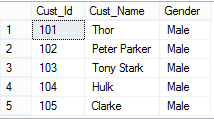 Cust_Id Cust_Name Gender
1 101 Thor Male
2 102 Peter Parker Male
3 103 Tony Stark Male
4 104 Hulk Male
5 105 Clarke Male